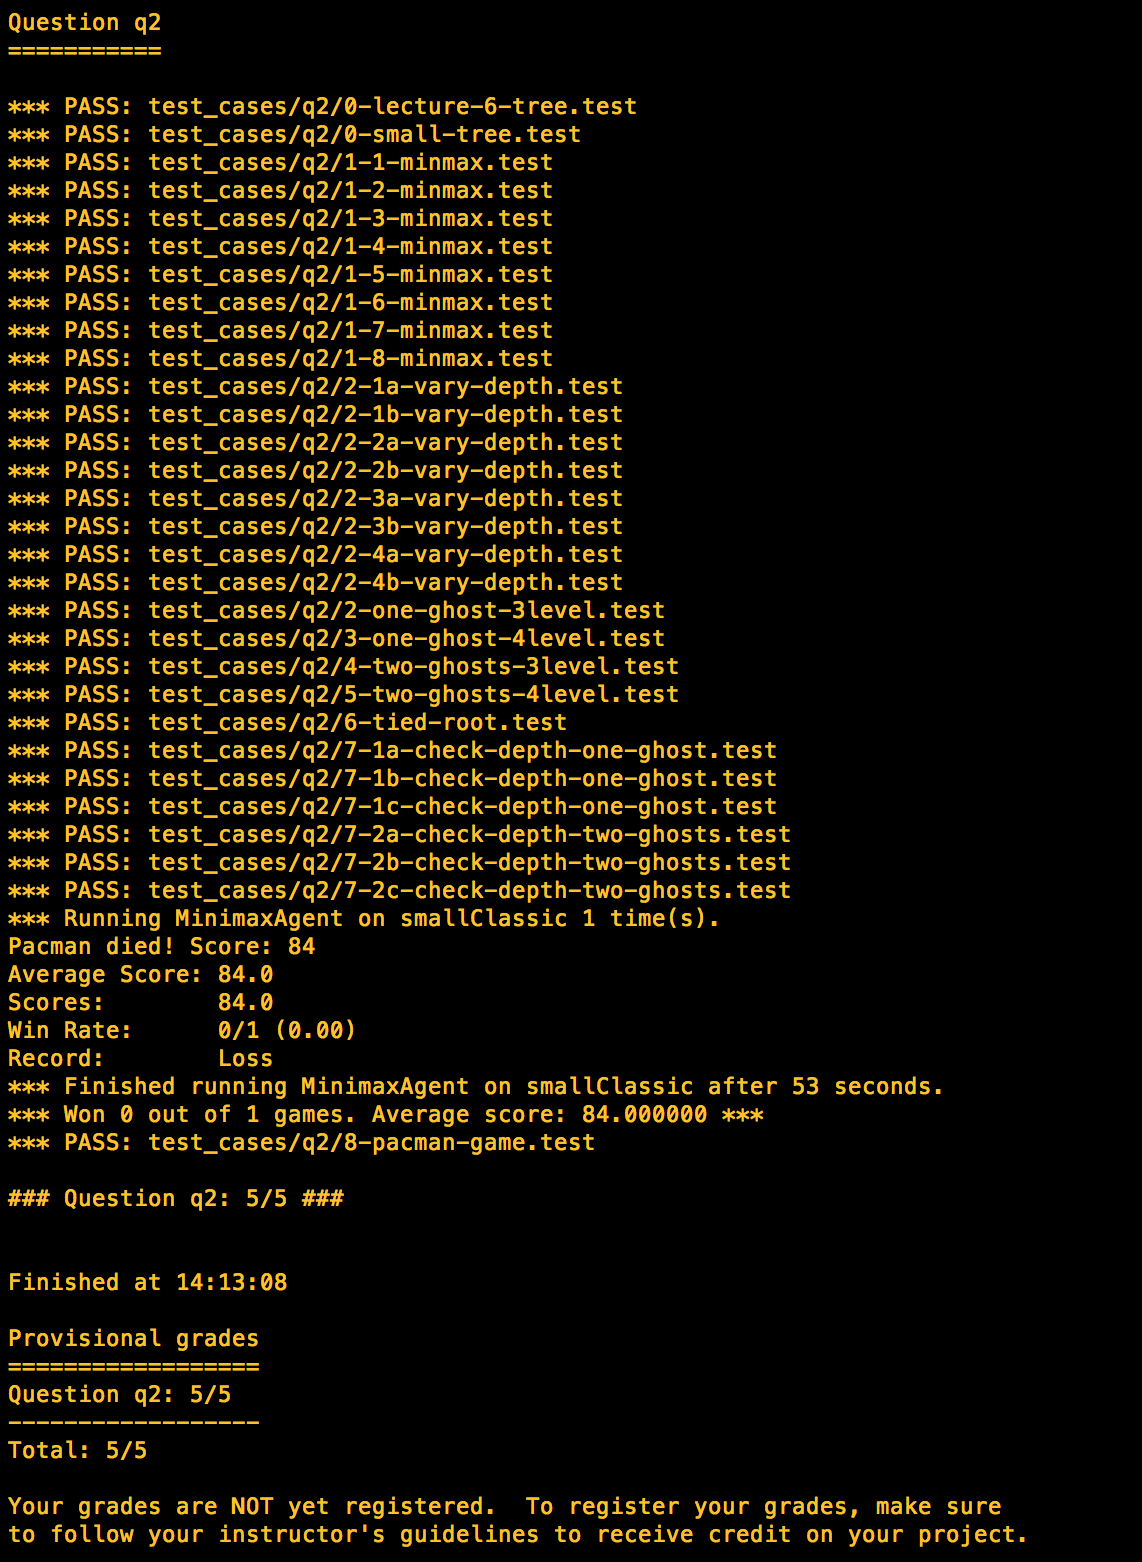 Question q2
===========
*** PASS: test_cases/q2/0-lecture-6-tree.test
*** PASS: test_cases/q2/0-small-tree.test
*** PASS: test_cases/q2/1-1-minmax.test
*** PASS: test_cases/q2/1-2-minmax.test
*** PASS: test_cases/q2/1-3-minmax.test
*** PASS: test_cases/q2/1-4-minmax.test
*** PASS: test_cases/q2/1-5-minmax.test
*** PASS: test_cases/q2/1-6-minmax.test
*** PASS: test_cases/q2/1-7-minmax.test
*** PASS: test_cases/q2/1-8-minmax.test
*** PASS: test_cases/q2/2-1a-vary-depth.test
*** PASS: test_cases/q2/2-1b-vary-depth.test
*** PASS: test_cases/q2/2-2a-vary-depth.test
*** PASS: test_cases/q2/2-2b-vary-depth.test
*** PASS: test_cases/q2/2-3a-vary-depth.test
*** PASS: test_cases/q2/2-3b-vary-depth.test
*** PASS: test_cases/q2/2-4a-vary-depth.test
*** PASS: test_cases/q2/2-4b-vary-depth.test
*** PASS: test_cases/q2/2-one-ghost-3level.test
*** PASS: test_cases/q2/3-one-ghost-4level.test
*** PASS: test_cases/q2/4-two-ghosts-3level.test
*** PASS: test_cases/q2/5-two-ghosts-4level.test
*** PASS: test_cases/q2/6-tied-root.test
*** PASS: test_cases/q2/7-1a-check-depth-one-ghost.test
*** PASS: test_cases/q2/7-1b-check-depth-one-ghost.test
*** PASS: test_cases/q2/7-1c-check-depth-one-ghost.test
*** PASS: test_cases/q2/7-2a-check-depth-two-ghosts.test
*** PASS: test_cases/q2/7-2b-check-depth-two-ghosts.test
*** PASS: test_cases/q2/7-2c-check-depth-two-ghosts.test
*** Running MinimaxAgent on smallClassic 1 time(s).
Pacman died! Score: 84
Average Score: 84.0
Scores:        84.0
Win Rate:      0/1 (0.00)
Record:        Loss
*** Finished running MinimaxAgent on smallClassic after 53 seconds.
*** Won 0 out of 1 games. Average score: 84.000000 ***
*** PASS: test_cases/q2/8-pacman-game.test
### Question q2: 5/5 ###
Finished at 14:13:08
Provisional grades
==================
Question q2: 5/5
------------------
Total: 5/5
Your grades are NOT yet registered.  To register your grades, make sure
to follow your instructor's guidelines to receive credit on your project.